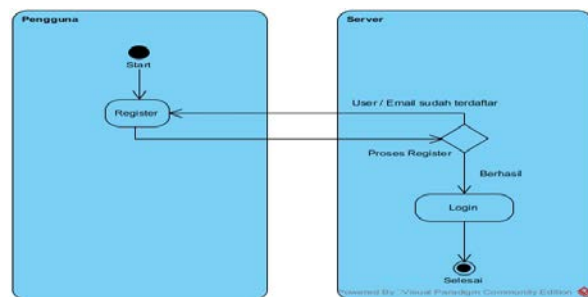 Pengguna
Start
Register
Server
User / Email sudah terdaftar
Proses Register
Berhasil
Login
Selesai
Powered By Visual Paradigm Community Edition